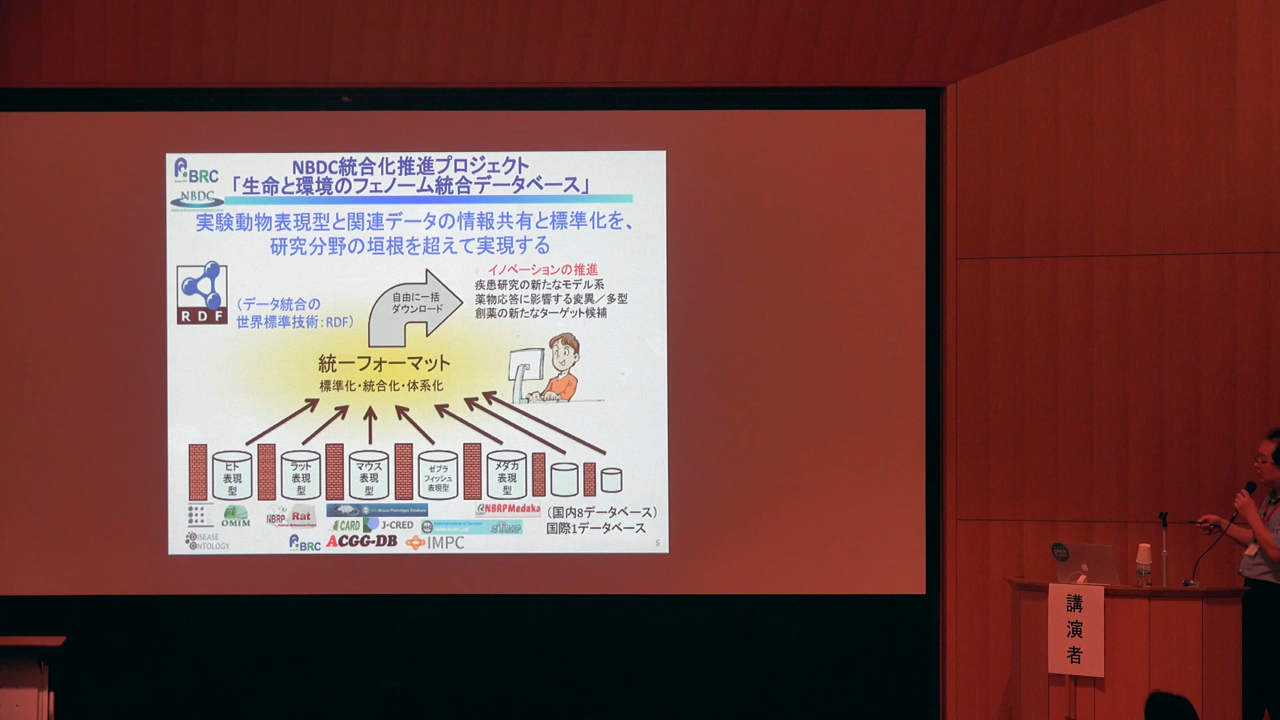 BRC
NBDC
NBDC統合化推進プロジェクト
「生命と環境のフェノーム統合データベース」
実験動物表現型と関連データの情報共有と標準化を、
研究分野の垣根を超えて実現する
RDF
(データ統合の
世界標準技術：RDF)
自由に一括
ダウンロード
イノベーションの推進
疾患研究の新たなモデル系
薬物応答に影響する変異／多型
創薬の新たなターゲット候補
統一フォーマット
標準化・統合化・体系化
ヒト
表現
型
ラット
表現
型
マウス表
現型
ゼブラ
フィッシュ
表現型
メダカ
表現
型
OMIM
NBRP Rat
NBRPMedaka
CARD
J-CRED
DISEASE
ONTOLOGY
BRC
ACGG-DB
IMPC
(国内8データベース)
国際1データベース
5
講演者